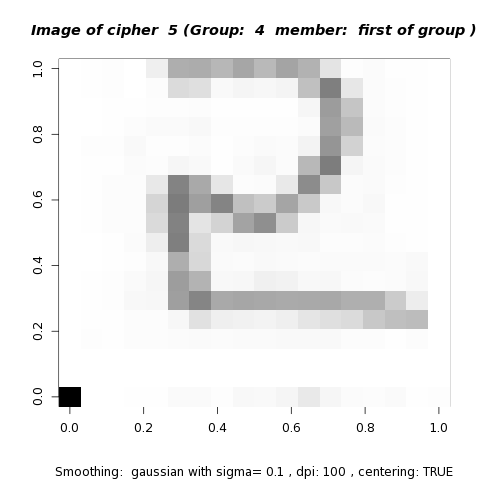 Image of cipher 5 (Group: 4 member: first of group )
1.0
0.8
0.6
0.4
0.2
0.0
0.0 0.2 0.4 0.6 0.8 1.0
Smoothing: gaussian with sigma= 0.1 , dpi: 100 , centering: TRUE